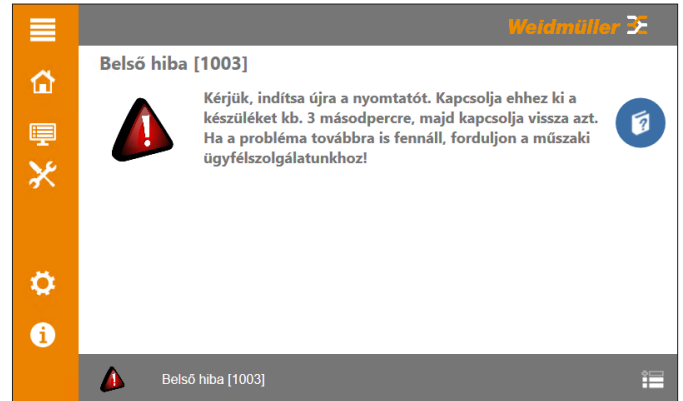 Weidmüller
Belső hiba [1003]
Kérjük, indítsa újra a nyomtatót. Kapcsolja ehhez ki a
készüléket kb. 3 másodpercre, majd kapcsolja vissza azt.
Ha a probléma továbbra is fennáll, forduljon a műszaki
ügyfélszolgálatunkhoz!
Belső hiba [1003]